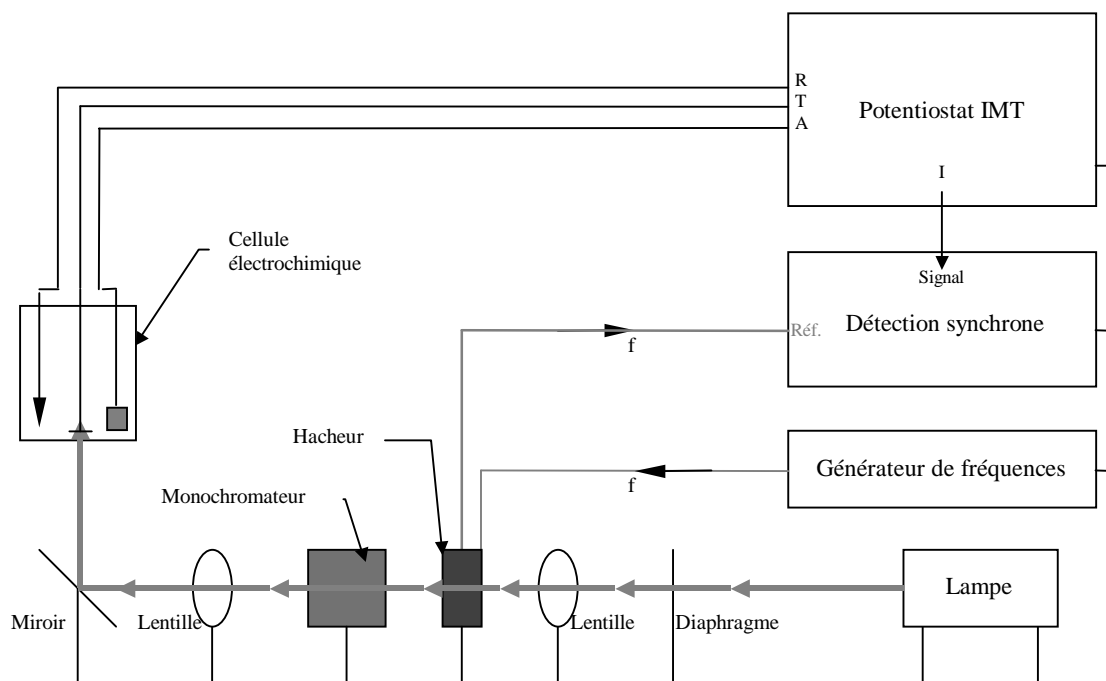 R
T
A
Potentiostat IMT
I
Cellule
électrochimique
Signal
Détection synchrone
Réf.
f
Hacheur
Générateur de fréquences
f
Monochromateur
Lampe
Miroir
Lentille
Lentille
Diaphragme